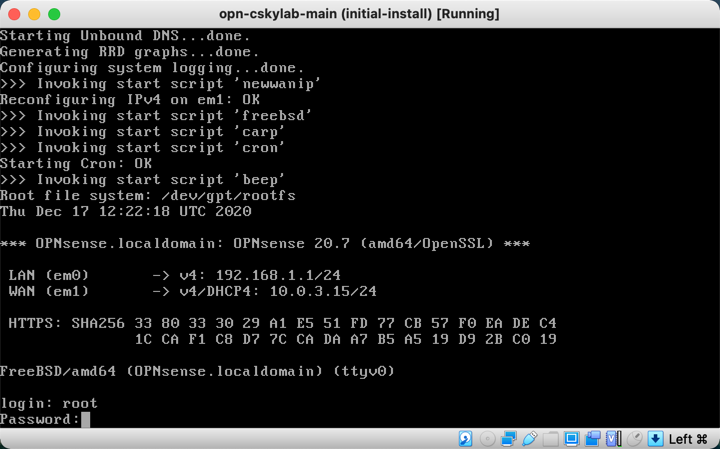 opn-cskylab-main (initial-install) [Running]
Starting Unbound DNS...done.
Generating RRD graphs...done.
Configuring system logging...done.
>>> Invoking start script 'newwanip'
Reconfiguring IPv4 on em1: OK
>>> Invoking start script 'freebsd'
>>> Invoking start script 'carp'
>>> Invoking start script 'cron'
Starting Cron: OK
>>> Invoking start script 'beep'
Root file system: /dev/gpt/rootfs
Thu Dec 17 12:22:18 UTC 2020
*** OPNsense.localdomain: OPNsense 20.7 (amd64/OpenSSL) ***
LAN (em0) -> v4: 192.168.1.1/24
WAN (em1) -> v4/DHCP4: 10.0.3.15/24
HTTPS: SHA256 33 80 33 30 29 A1 E5 51 FD 77 CB 57 F0 EA DE C4
1C CA F1 C8 D7 7C CA DA A7 B5 A5 19 D9 2B C0 19
FreeBSD/amd64 (OPNsense.localdomain) (ttyv0)
login: root
Password:
Left ⌘